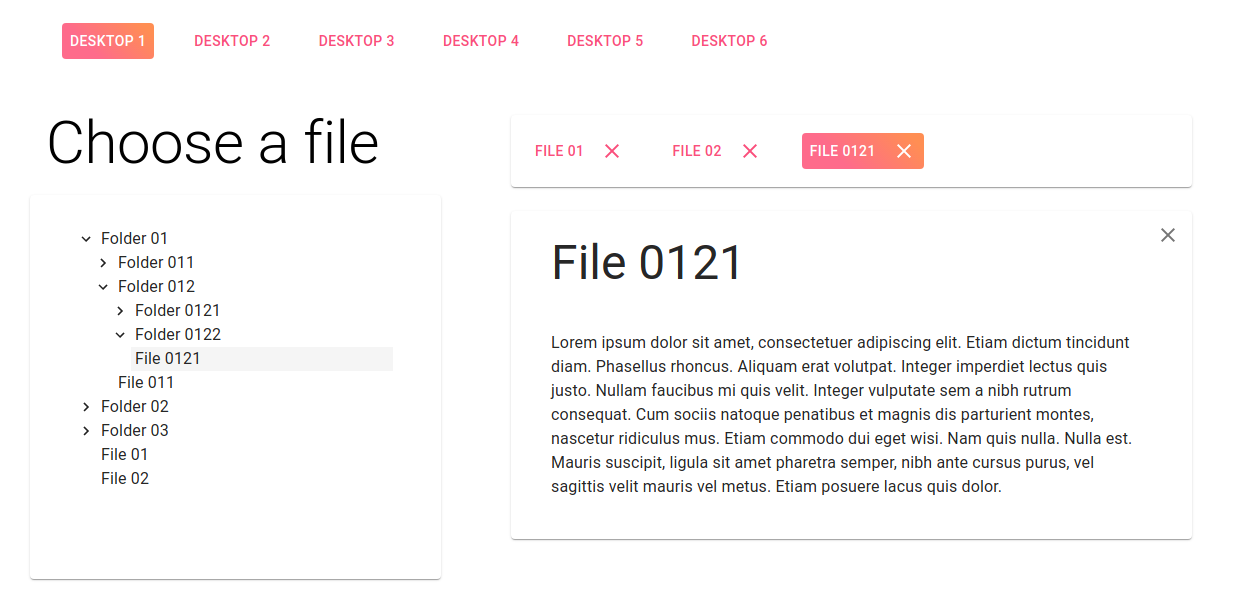 DESKTOP 1 DESKTOP 2 DESKTOP 3 DESKTOP 4 DESKTOP 5 DESKTOP 6
Choose a file
Folder 01
Folder 011
Folder 012
Folder 0121
Folder 0122
File 0121
File 011
Folder 02
Folder 03
File 01
File 02
FILE 01 FILE 02 FILE 0121
File 0121
Lorem ipsum dolor sit amet, consectetuer adipiscing elit. Etiam dictum tincidunt
diam. Phasellus rhoncus. Aliquam erat volutpat. Integer imperdiet lectus quis
justo. Nullam faucibus mi quis velit. Integer vulputate sem a nibh rutrum
consequat. Cum sociis natoque penatibus et magnis dis parturient montes,
nascetur ridiculus mus. Etiam commodo dui eget wisi. Nam quis nulla. Nulla est.
Mauris suscipit, ligula sit amet pharetra semper, nibh ante cursus purus, vel
sagittis velit mauris vel metus. Etiam posuere lacus quis dolor.